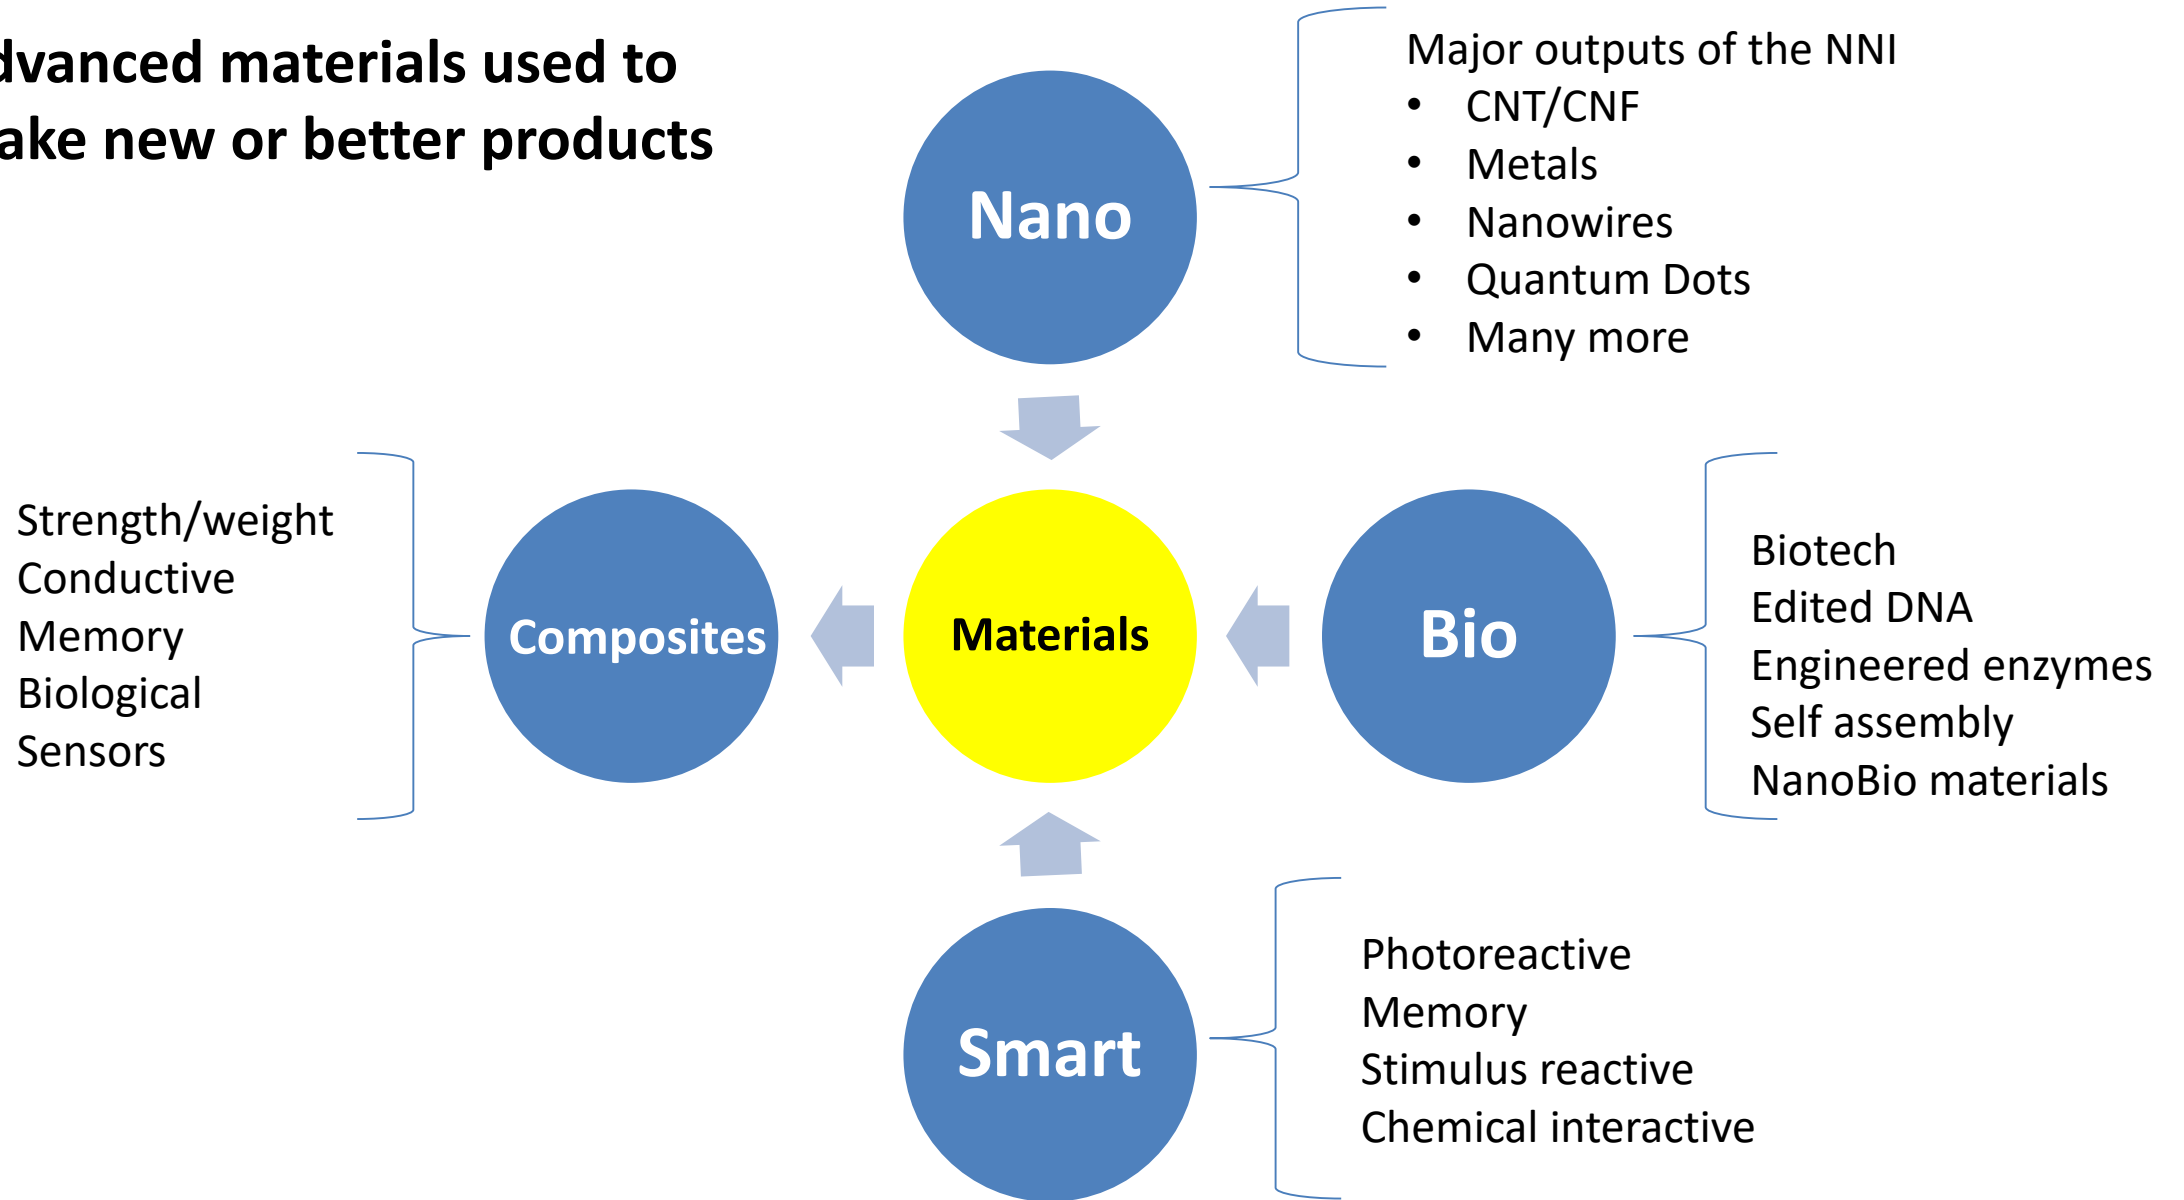 dvanced materials used to
ake new or better products
Nano
Major outputs of the NNI
• CNT/CNF
• Metals
• Nanowires
• Quantum Dots
• Many more
Strength/weight
Conductive
Memory
Biological
Sensors
Composites
Materials
Bio
Biotech
Edited DNA
Engineered enzymes
Self assembly
NanoBio materials
Smart
Photoreactive
Memory
Stimulus reactive
Chemical interactive